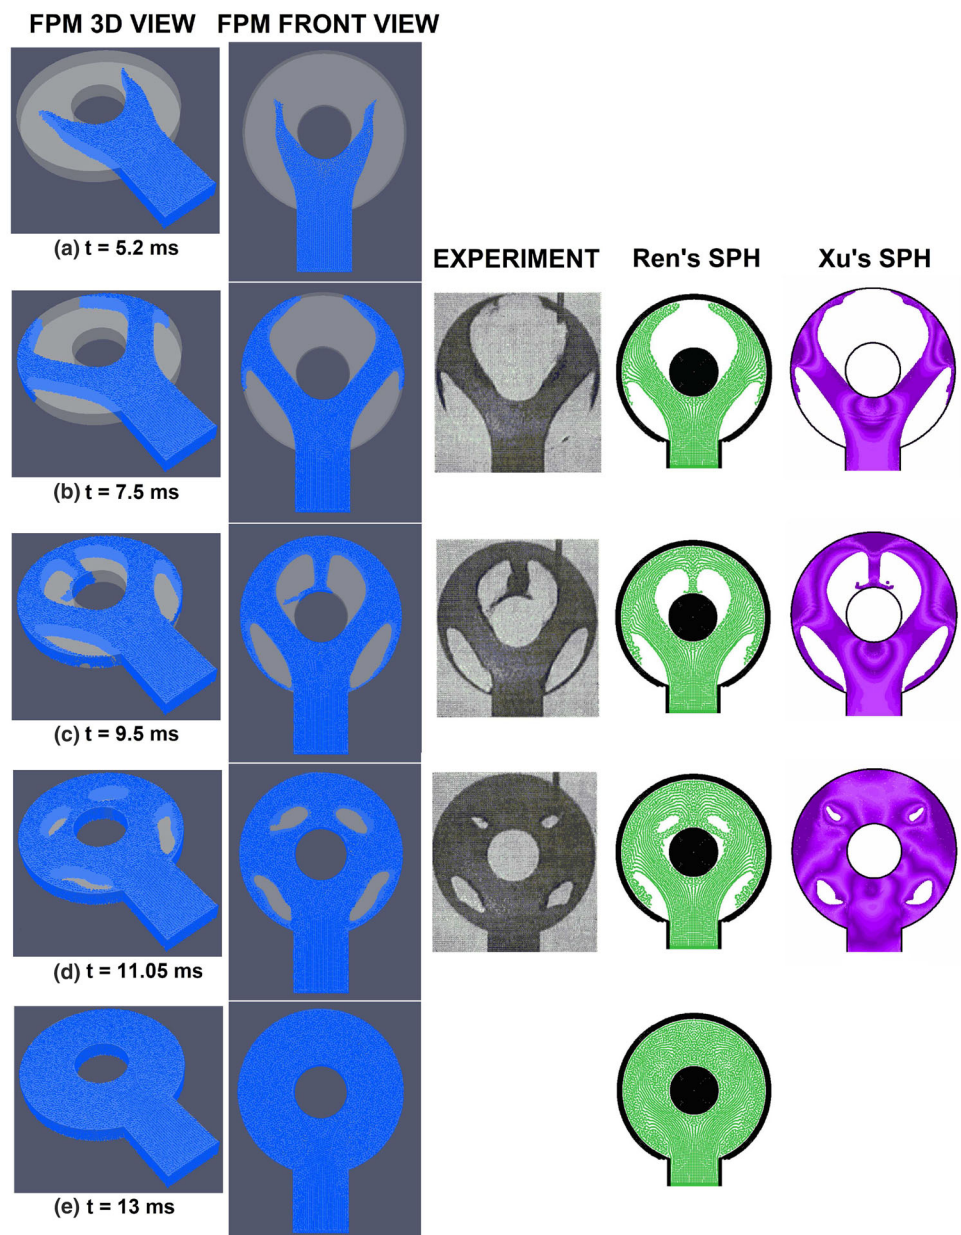 FPM 3D VIEW
FPM FRONT VIEW
(a) t = 5.2 ms
EXPERIMENT
Ren's SPH
Xu's SPH
(b) t = 7.5 ms
(c) t = 9.5 ms
(d) t = 11.05 ms
(e) t = 13 ms